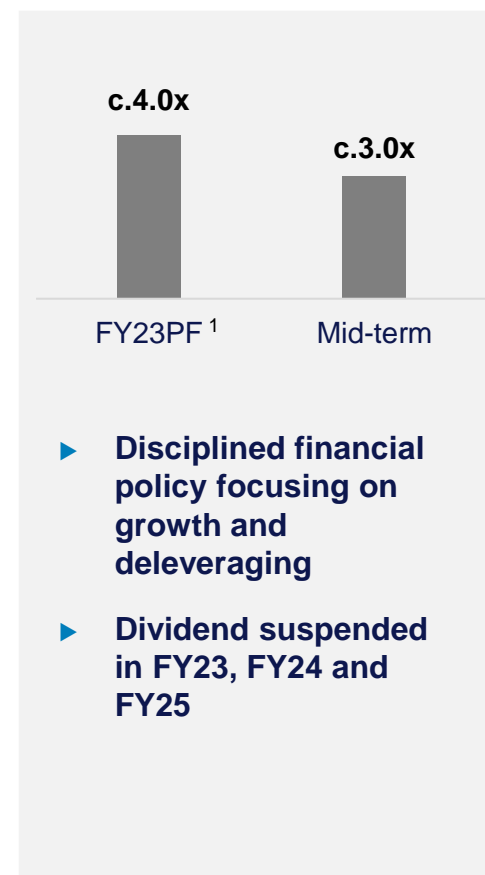 c.4.0x
c.3.0x
FY23PF 1
Mid-term
Disciplined financial
policy focusing on
growth and
deleveraging
Dividend suspended
in FY23, FY24 and
FY25